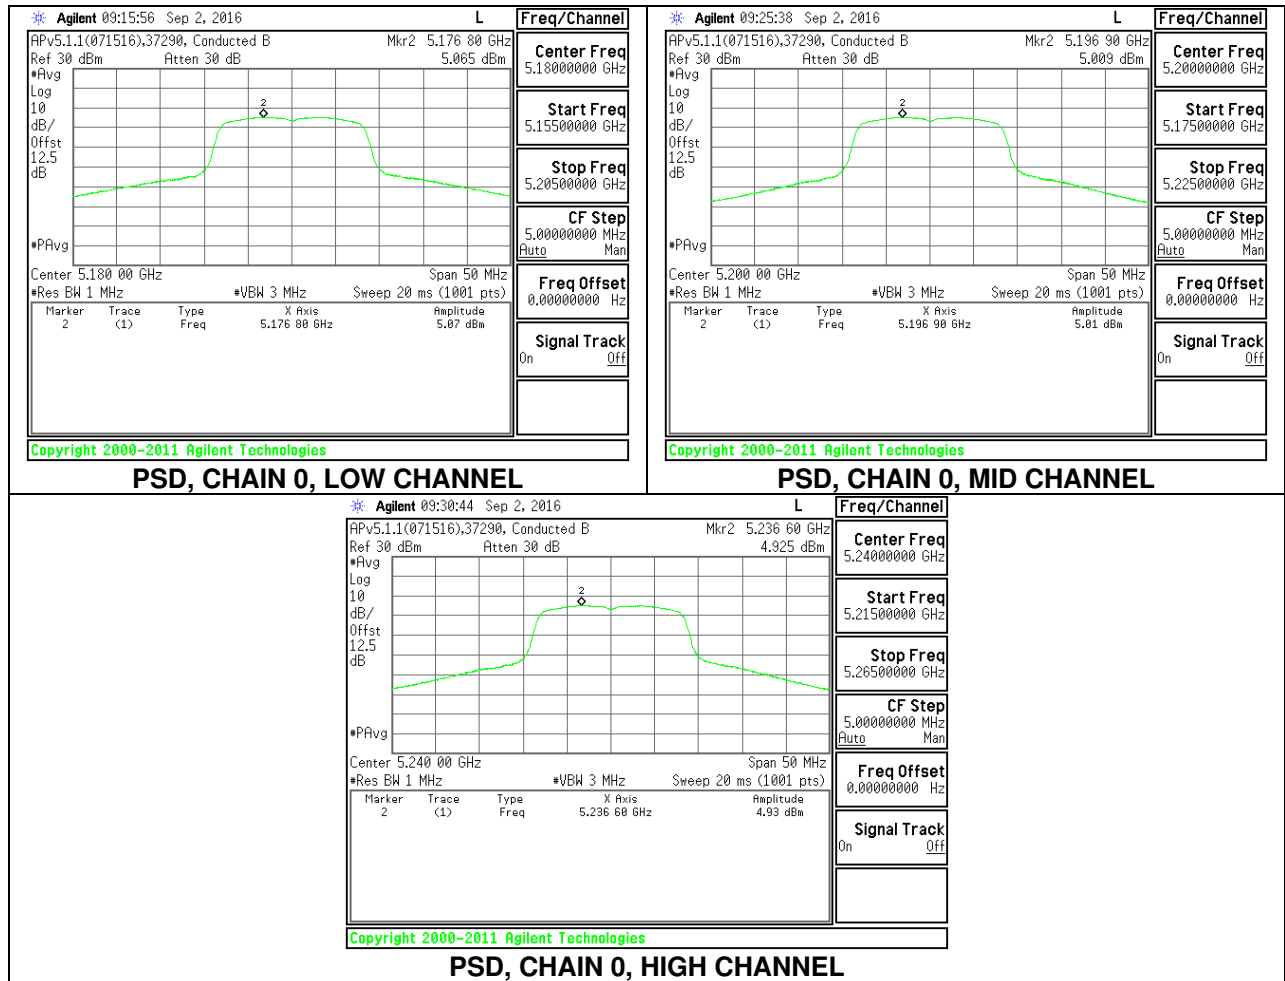 Agilent 09:15:56 Sep 2, 2016 L Freq/Channel
APv5.1.1(071516),37290, Conducted B Mkr2 5.176 80 GHz
Ref 30 dBm Atten 30 dB 5.065 dBm
#Avg
Log
10
dB/
Offst
12.5
dB
2
#PAvg
Center 5.180 00 GHz Span 50 MHz
#Res BW 1 MHz #VBW 3 MHz Sweep 20 ms (1001 pts)
Marker Trace Type X Axis Amplitude
2 (1) Freq 5.176 80 GHz 5.07 dBm
Center Freq
5.18000000 GHz
Start Freq
5.15500000 GHz
Stop Freq
5.20500000 GHz
CF Step
5.00000000 MHz
Auto Man
Freq Offset
0.00000000 Hz
Signal Track
On Off
Copyright 2000-2011 Agilent Technologies
PSD, CHAIN 0, LOW CHANNEL
Agilent 09:25:38 Sep 2, 2016 L Freq/Channel
APv5.1.1(071516),37290, Conducted B Mkr2 5.196 90 GHz
Ref 30 dBm Atten 30 dB 5.009 dBm
#Avg
Log
10
dB/
Offst
12.5
dB
2
#PAvg
Center 5.200 00 GHz Span 50 MHz
#Res BW 1 MHz #VBW 3 MHz Sweep 20 ms (1001 pts)
Marker Trace Type X Axis Amplitude
2 (1) Freq 5.196 90 GHz 5.01 dBm
Center Freq
5.20000000 GHz
Start Freq
5.17500000 GHz
Stop Freq
5.22500000 GHz
CF Step
5.00000000 MHz
Auto Man
Freq Offset
0.00000000 Hz
Signal Track
On Off
Copyright 2000-2011 Agilent Technologies
PSD, CHAIN 0, MID CHANNEL
Agilent 09:30:44 Sep 2, 2016 L Freq/Channel
APv5.1.1(071516),37290, Conducted B Mkr2 5.236 60 GHz
Ref 30 dBm Atten 30 dB 4.925 dBm
#Avg
Log
10
dB/
Offst
12.5
dB
2
#PAvg
Center 5.240 00 GHz Span 50 MHz
#Res BW 1 MHz #VBW 3 MHz Sweep 20 ms (1001 pts)
Marker Trace Type X Axis Amplitude
2 (1) Freq 5.236 60 GHz 4.93 dBm
Center Freq
5.24000000 GHz
Start Freq
5.21500000 GHz
Stop Freq
5.26500000 GHz
CF Step
5.00000000 MHz
Auto Man
Freq Offset
0.00000000 Hz
Signal Track
On Off
Copyright 2000-2011 Agilent Technologies
PSD, CHAIN 0, HIGH CHANNEL